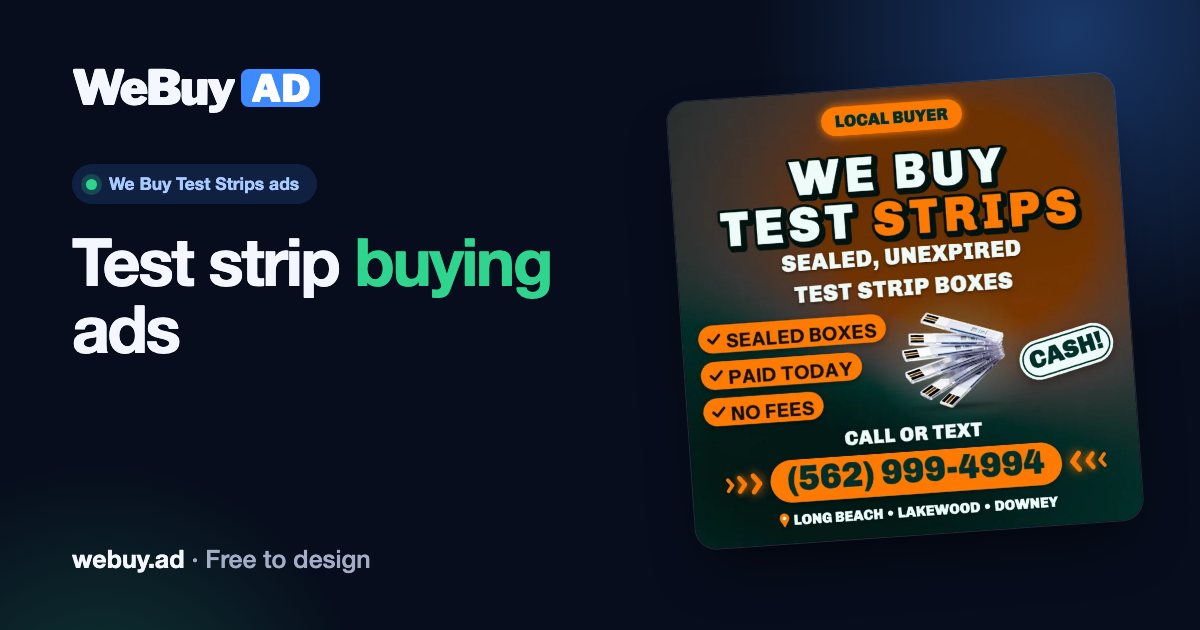 WeBuy AD
We Buy Test Strips ads
Test strip buying
ads
webuy.ad · Free to design
LOCAL BUYER
WE BUY
TEST STRIPS
SEALED, UNEXPIRED
TEST STRIP BOXES
✓ SEALED BOXES
✓ PAID TODAY
✓ NO FEES
CASH!
CALL OR TEXT
(562) 999-4994
LONG BEACH • LAKEWOOD • DOWNEY